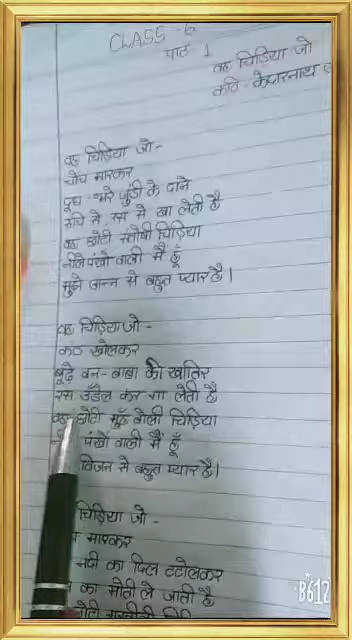 CLASS - 6
पाठ 1
वह चिड़िया जो
कवि - केदारनाथ
वह चिड़िया जो -
चोंच मारकर
दूध - भरे जुंडी के दाने
रुचि से, रस से खा लेती है
वह छोटी संतोषी चिड़िया
नीले पंखों वाली मैं हूँ
मुझे अन्न से बहुत प्यार है।
वह चिड़िया जो -
कंठ खोलकर
बूढ़े वन - बाबा की खातिर
रस उँडेल कर गा लेती है
वह छोटी मुँह बोली चिड़िया
पंखों वाली मैं हूँ
विजन से बहुत प्यार है।
चिड़िया जो -
मारकर
नदी का दिल टटोलकर
का मोती ले जाती है
B612